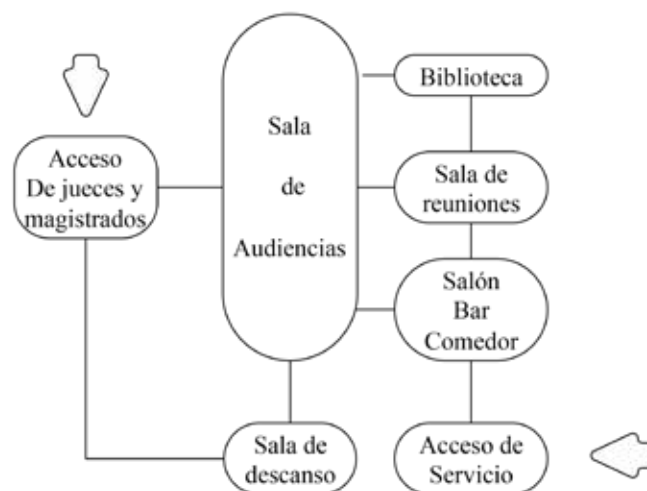 Acceso
De jueces y
magistrados
Sala
de
Audiencias
Biblioteca
Sala de
reuniones
Salón
Bar
Comedor
Sala de
descanso
Acceso de
Servicio